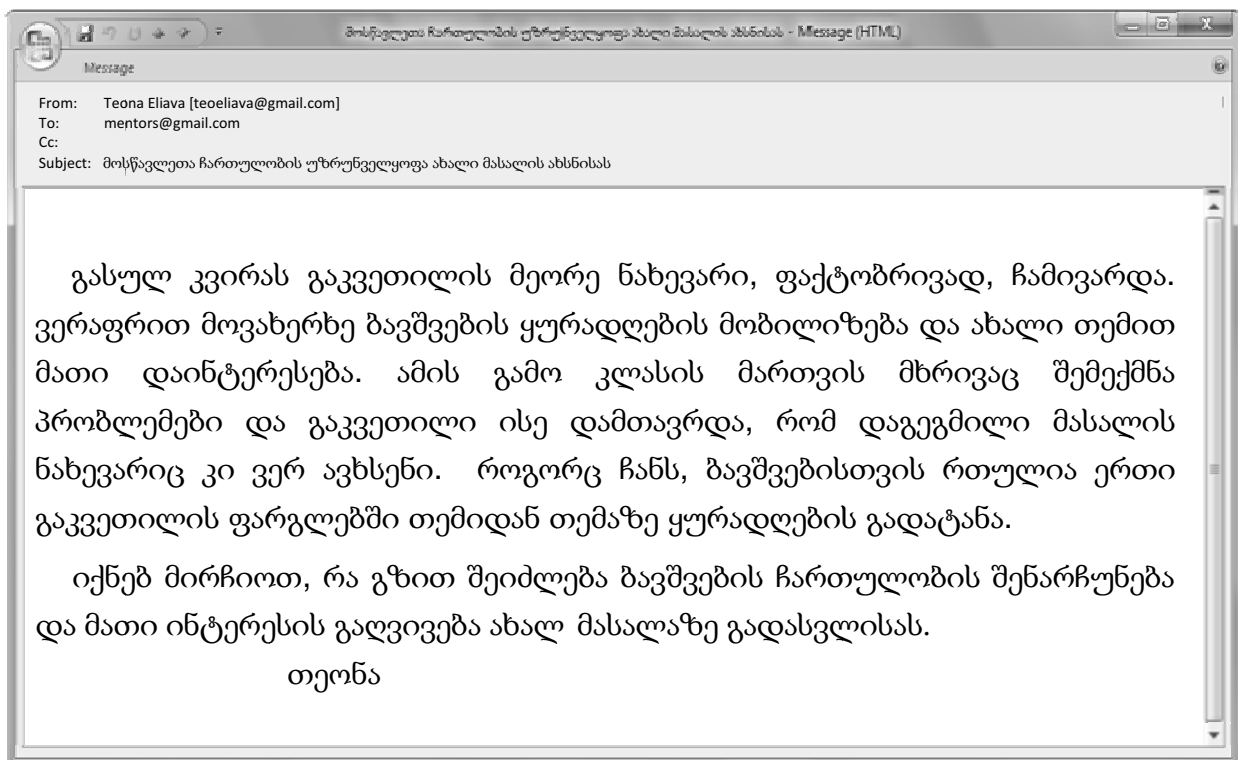 მოსწავლეთა ჩართულობის უზრუნველყოფა ახალი მასალის ახსნისას - Message (HTML)
Message
From: Teona Eliava [teoeliava@gmail.com]
To: mentors@gmail.com
Cc:
Subject: მოსწავლეთა ჩართულობის უზრუნველყოფა ახალი მასალის ახსნისას
გასულ კვირას გაკვეთილის მეორე ნახევარი, ფაქტობრივად, ჩამივარდა.
ვერაფრით მოვახერხე ბავშვების ყურადღების მობილიზება და ახალი თემით
მათი დაინტერესება. ამის გამო კლასის მართვის მხრივაც შემექმნა
პრობლემები და გაკვეთილი ისე დამთავრდა, რომ დაგეგმილი მასალის
ნახევარიც კი ვერ ავხსენი. როგორც ჩანს, ბავშვებისთვის რთულია ერთი
გაკვეთილის ფარგლებში თემიდან თემაზე ყურადღების გადატანა.
იქნებ მირჩიოთ, რა გზით შეიძლება ბავშვების ჩართულობის შენარჩუნება
და მათი ინტერესის გაღვივება ახალ მასალაზე გადასვლისას.
თეონა